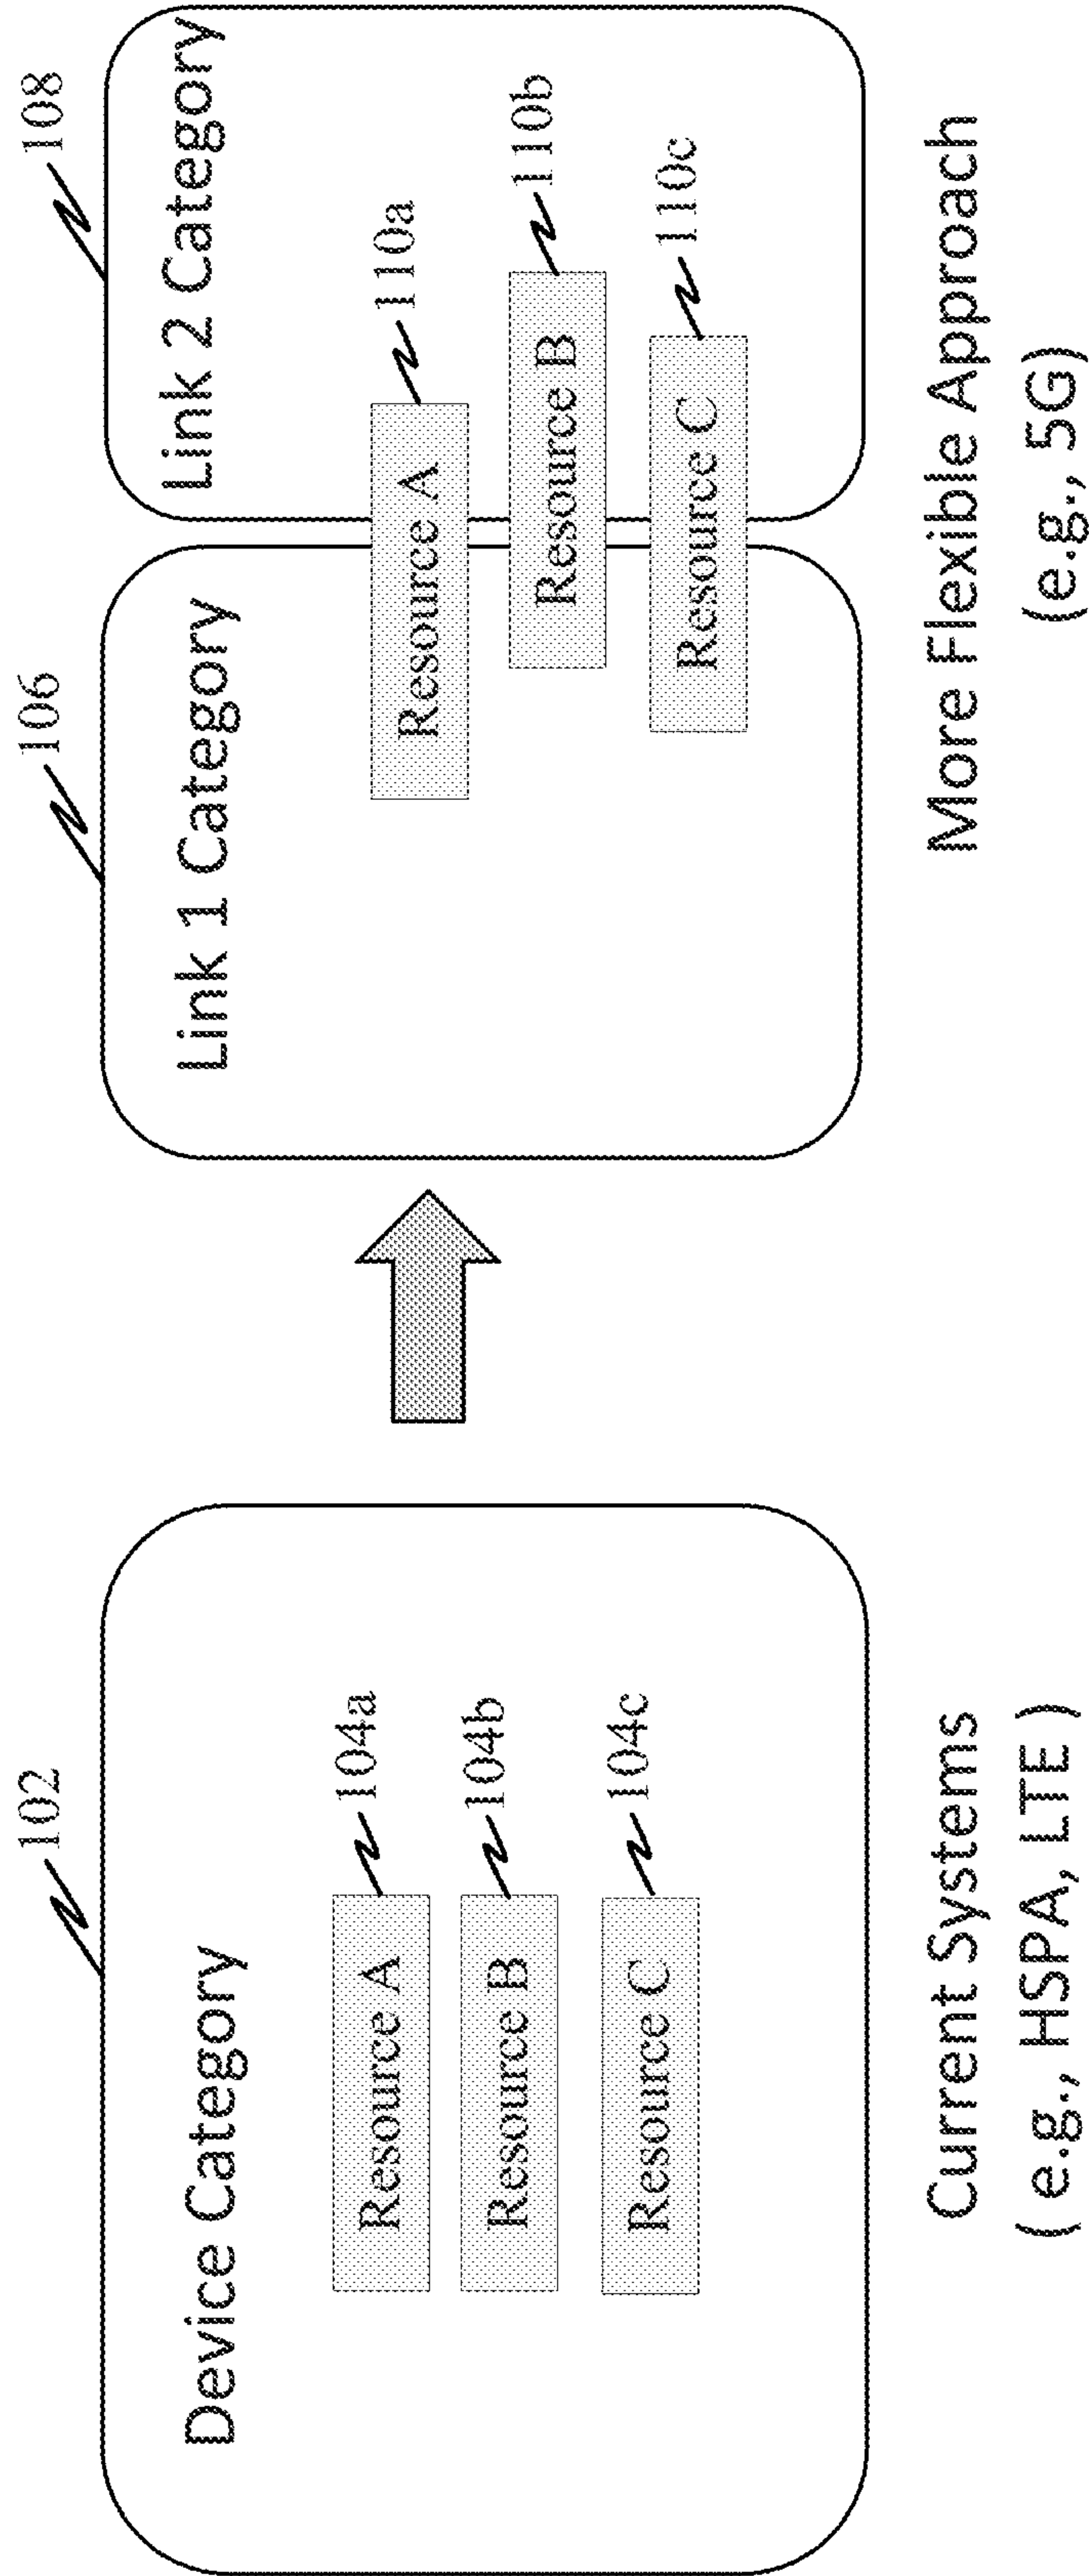 102
Device Category
Resource A
104a
Resource B
104b
Resource C
104c
Current Systems
( e.g., HSPA, LTE )
106
Link 1 Category
108
Link 2 Category
Resource A
110a
Resource B
110b
Resource C
110c
More Flexible Approach
(e.g., 5G)